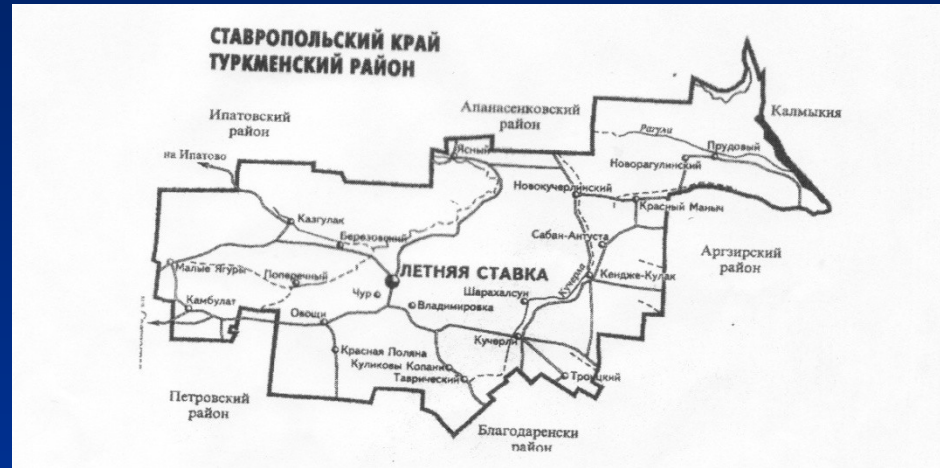 СТАВРОПОЛЬСКИЙ КРАЙ
ТУРКМЕНСКИЙ РАЙОН
Ипатовский
район
Апанасенковский
район
Калмыкия
на Ипатово
Ясный
Рагули
Прудовый
Новорагулинский
Новокучерлинский
Красный Маныч
Казгулак
Березовский
Сабан-Антуста
Аргзирский
район
Малые Ягуры
Поперечный
ЛЕТНЯЯ СТАВКА
Кучерла
Кендже-Кулак
Шарахалсун
Чур
Владимировка
Камбулат
Овощи
Кучерли
Красная Поляна
Куликовы Копани
Таврический
Троицкий
Петровский
район
Благодаренски
район